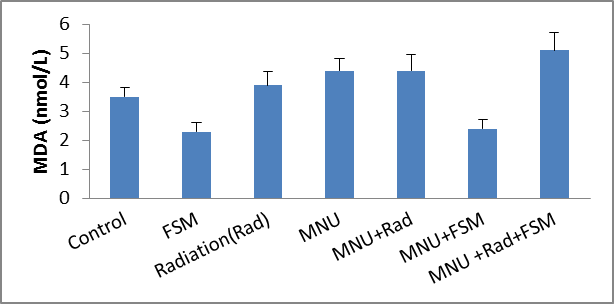 MDA (nmol/L)
6
5
4
3
2
1
0
Control
FSM
Radiation(Rad)
MNU
MNU+Rad
MNU+FSM
MNU +Rad+FSM